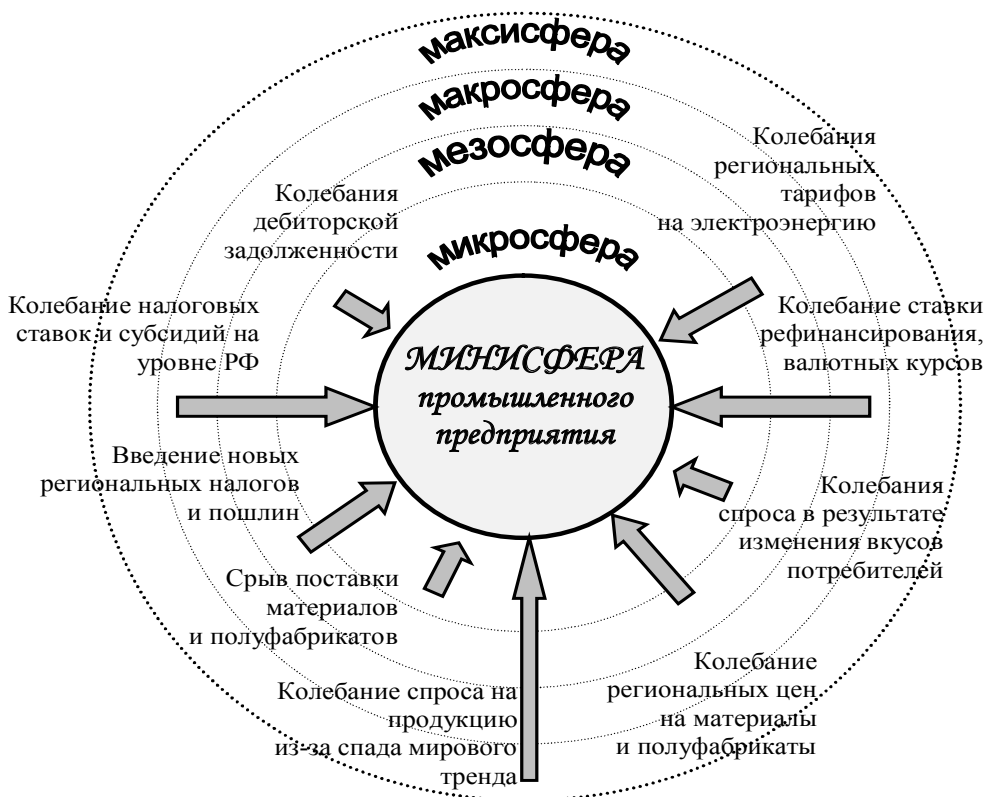 максисфера
макросфера
мезосфера
микросфера
Колебания
дебиторской
задолженности
Колебания
региональных
тарифов
на электроэнергию
Колебание налоговых
ставок и субсидий на
уровне РФ
МИНИСФЕРА
промышленного
предприятия
Колебание ставки
рефинансирования,
валютных курсов
Введение новых
региональных налогов
и пошлин
Колебания
спроса в результате
изменения вкусов
потребителей
Срыв поставки
материалов
и полуфабрикатов
Колебание спроса на
продукцию
из-за спада мирового
тренда
Колебание
региональных цен
на материалы
и полуфабрикаты